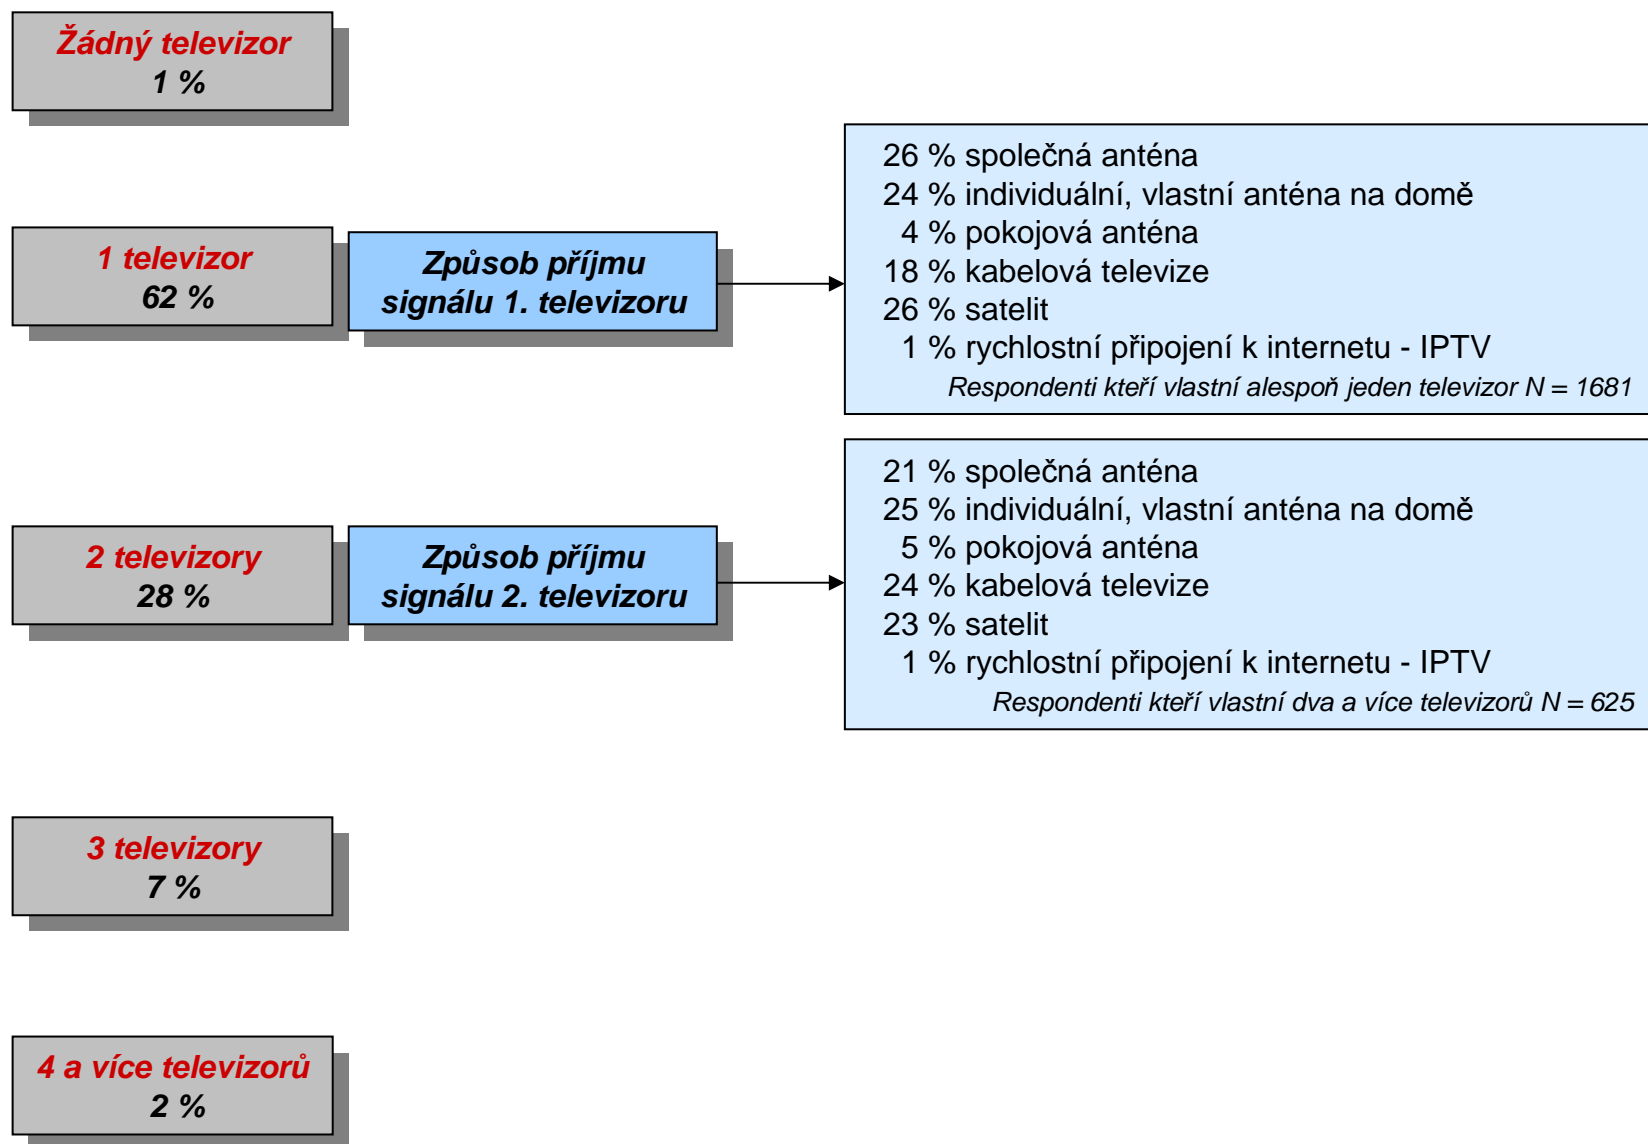 Žádný televizor
1 %
26 % společná anténa
24 % individuální, vlastní anténa na domě
4 % pokojová anténa
18 % kabelová televize
26 % satelit
1 % rychlostní připojení k internetu - IPTV
Respondenti kteří vlastní alespoň jeden televizor N = 1681
1 televizor
62 %
Způsob příjmu
signálu 1. televizoru
21 % společná anténa
25 % individuální, vlastní anténa na domě
5 % pokojová anténa
24 % kabelová televize
23 % satelit
1 % rychlostní připojení k internetu - IPTV
Respondenti kteří vlastní dva a více televizorů N = 625
2 televizory
28 %
Způsob příjmu
signálu 2. televizoru
3 televizory
7 %
4 a více televizorů
2 %